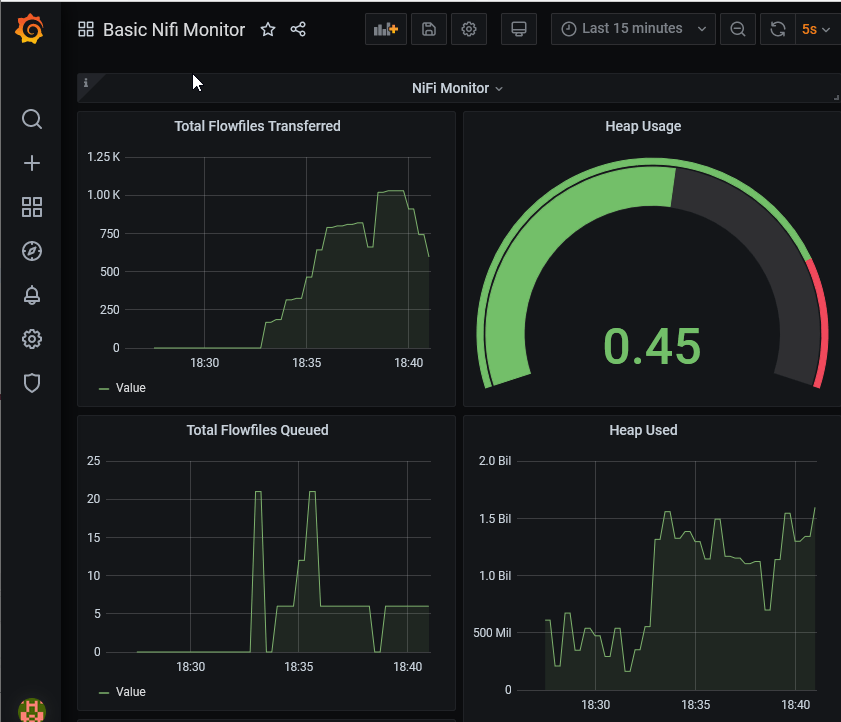 Basic Nifi Monitor
Last 15 minutes
5s
i
NiFi Monitor
Total Flowfiles Transferred
1.25 K
1.00 K
750
500
250
0
18:30 18:35 18:40
Value
Heap Usage
0.45
Total Flowfiles Queued
25
20
15
10
5
0
18:30 18:35 18:40
Value
Heap Used
2.0 Bil
1.5 Bil
1.0 Bil
500 Mil
0
18:30 18:35 18:40